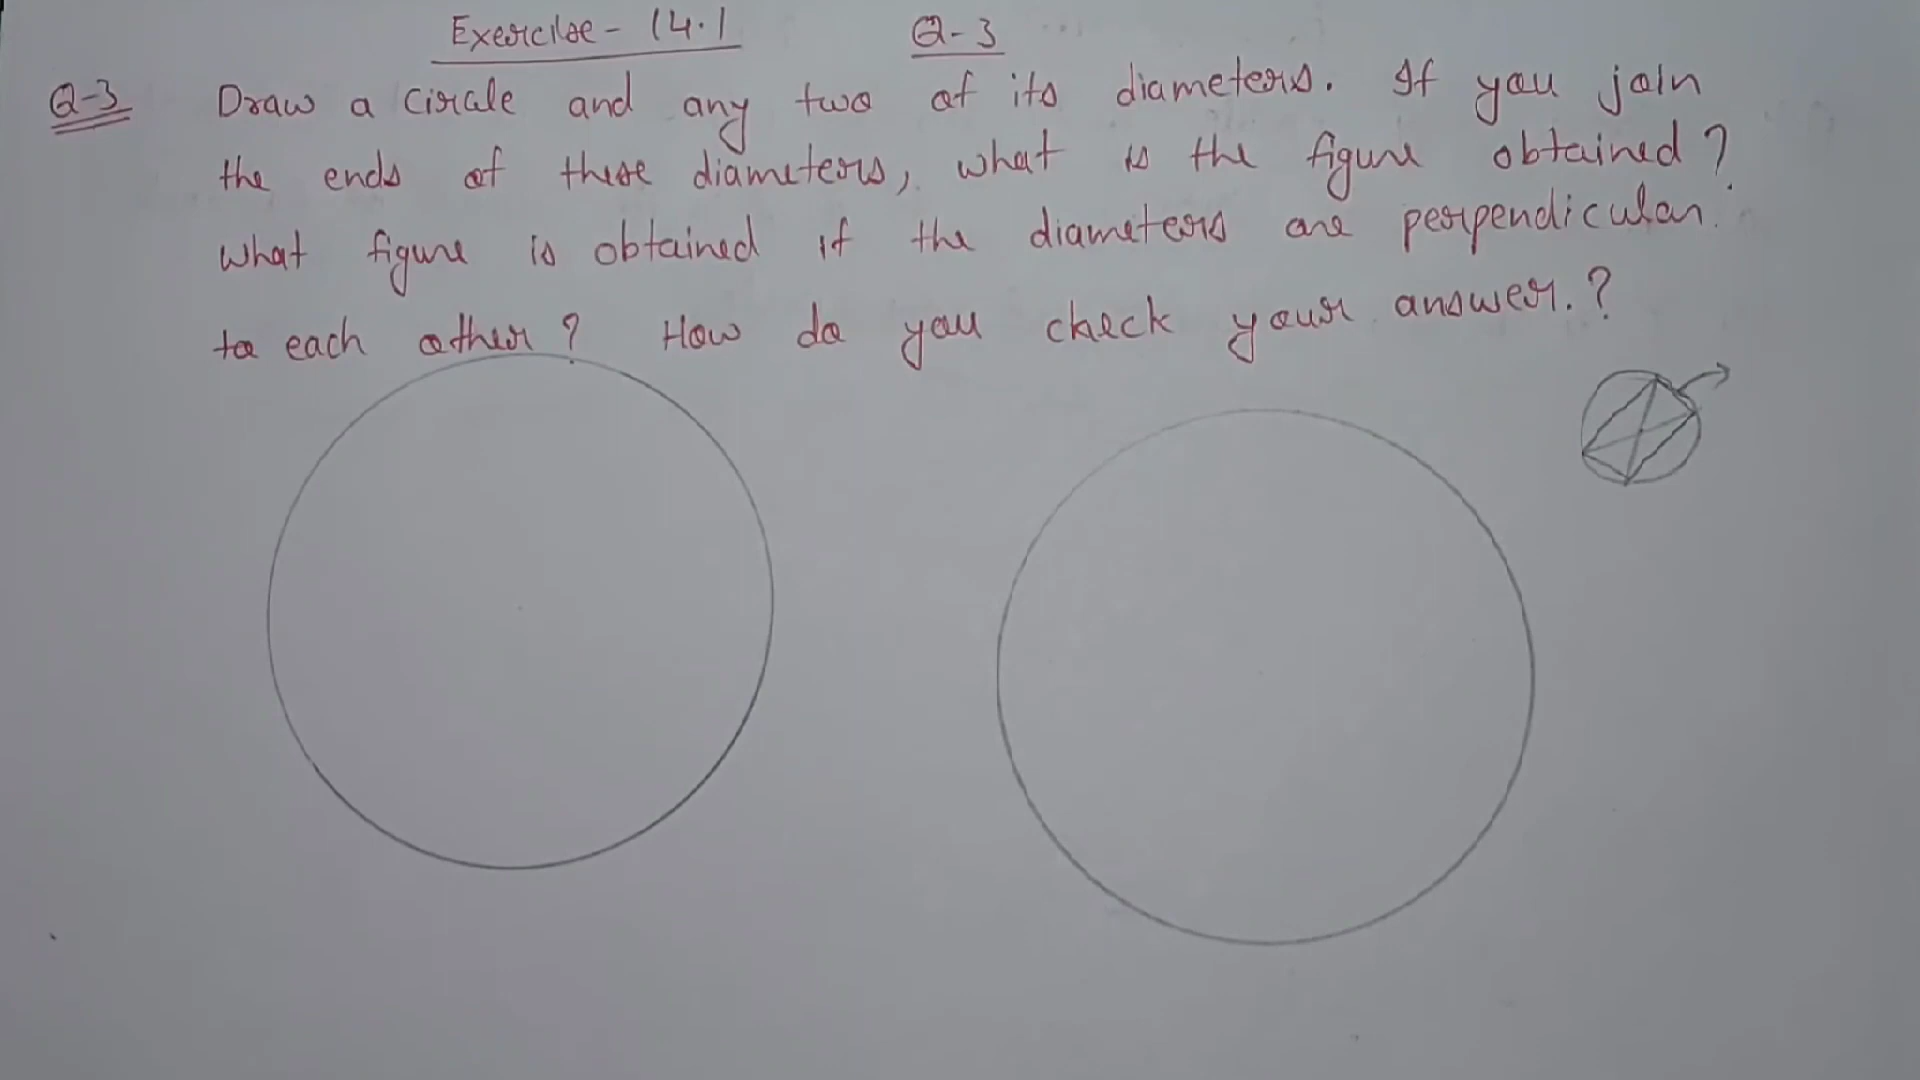 Exercise - 14.1 Q-3
Q-3 Draw a circle and any two of its diameters. If you join
the ends of these diameters, what is the figure obtained?
What figure is obtained if the diameters are perpendicular
to each other? How do you check your answer.?